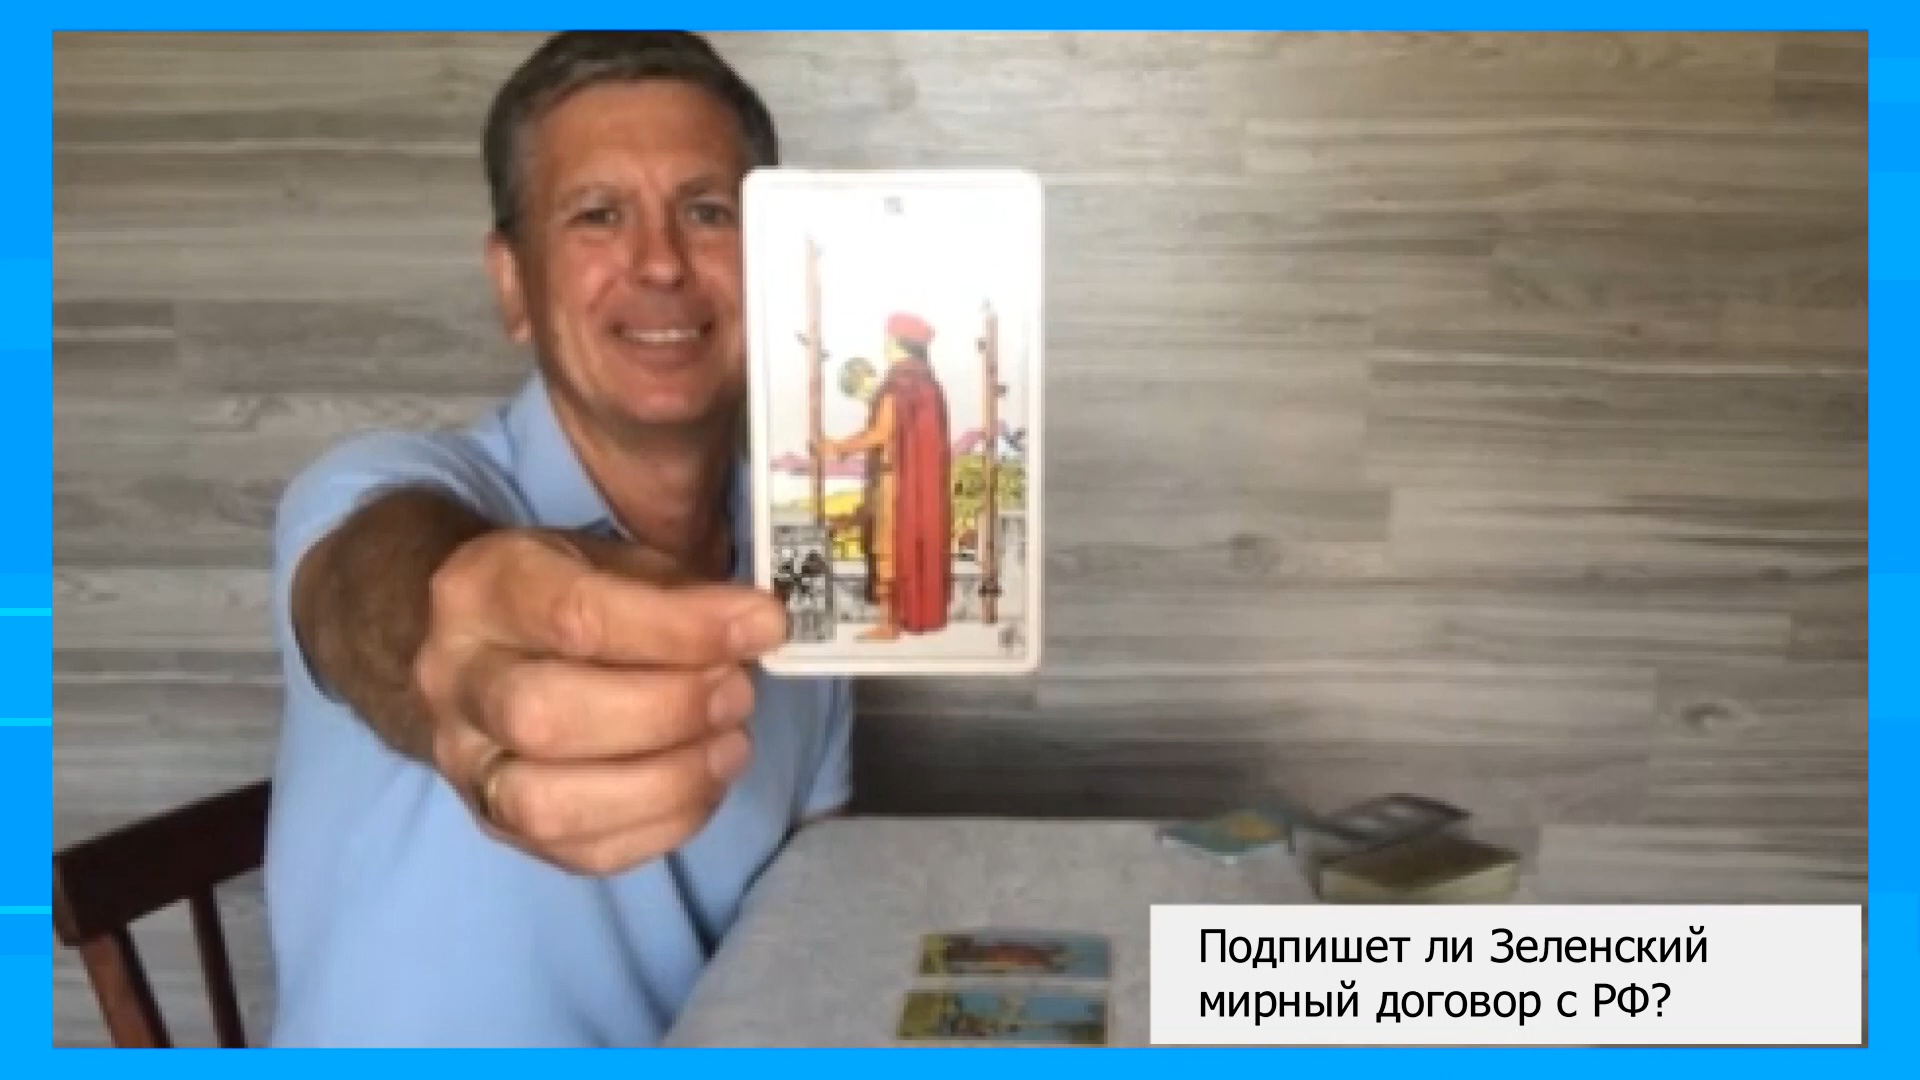 Подпишет ли Зеленский
мирный договор с РФ?